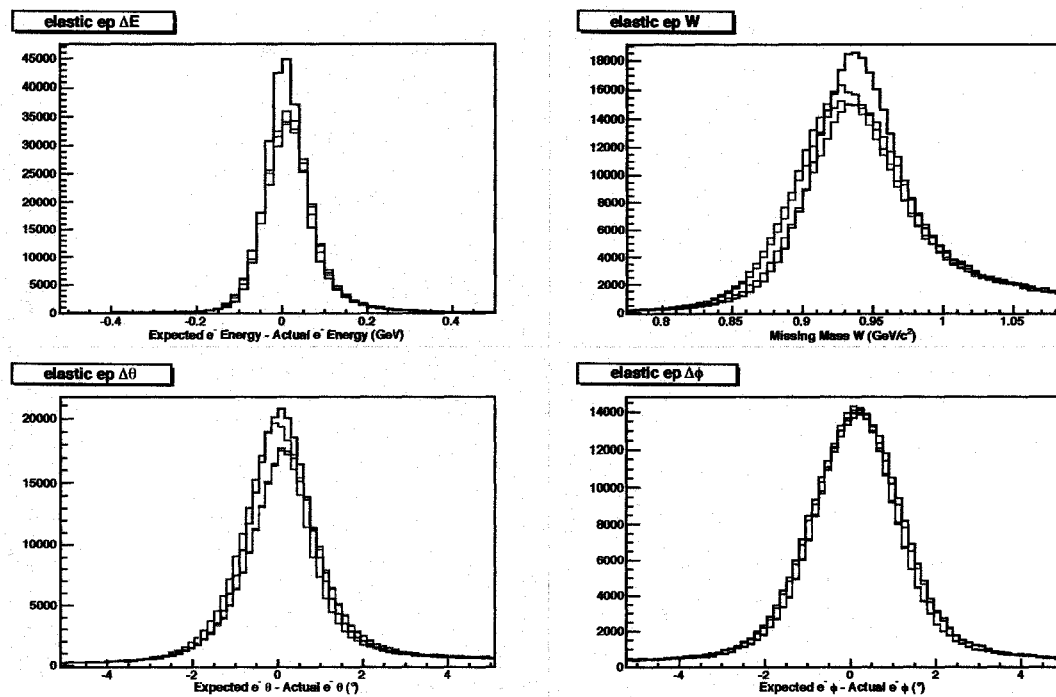 elastic ep ΔE
45000
40000
35000
30000
25000
20000
15000
10000
5000
0
-0.4 -0.2 0 0.2 0.4
Expected e⁻ Energy - Actual e⁻ Energy (GeV)
elastic ep W
18000
16000
14000
12000
10000
8000
6000
4000
2000
0
0.8 0.85 0.9 0.95 1 1.05
Missing Mass W (GeV/c²)
elastic ep Δθ
20000
15000
10000
5000
0
-4 -2 0 2 4
Expected e⁻ θ - Actual e⁻ θ (°)
elastic ep Δϕ
14000
12000
10000
8000
6000
4000
2000
0
-4 -2 0 2 4
Expected e⁻ ϕ - Actual e⁻ ϕ (°)